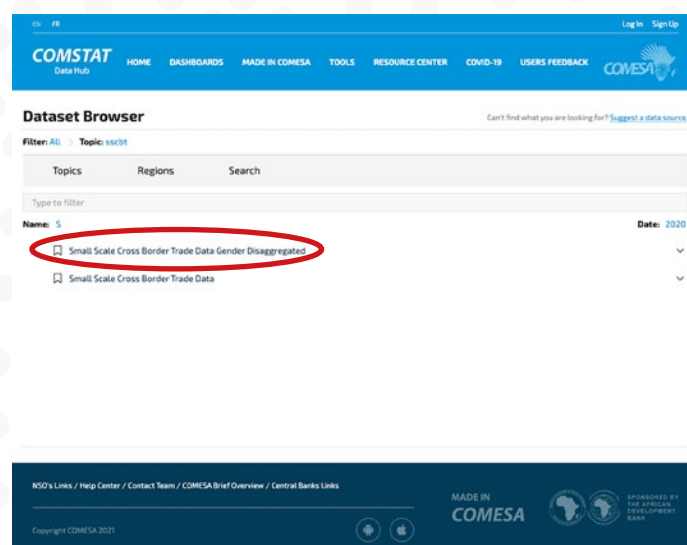 EN FR
Log In Sign Up
COMSTAT
Data Hub
HOME DASHBOARDS MADE IN COMESA TOOLS RESOURCE CENTER COVID-19 USERS FEEDBACK
COMESA
Dataset Browser
Can't find what you are looking for? Suggest a data source
Filter: All > Topic: sscbt
Topics Regions Search
Type to filter
Name: S Date: 2020
Small Scale Cross Border Trade Data Gender Disaggregated
Small Scale Cross Border Trade Data
NSO's Links / Help Center / Contact Team / COMESA Brief Overview / Central Banks Links
MADE IN
COMESA
SPONSORED BY
THE AFRICAN
DEVELOPMENT
BANK
Copyright COMESA 2021